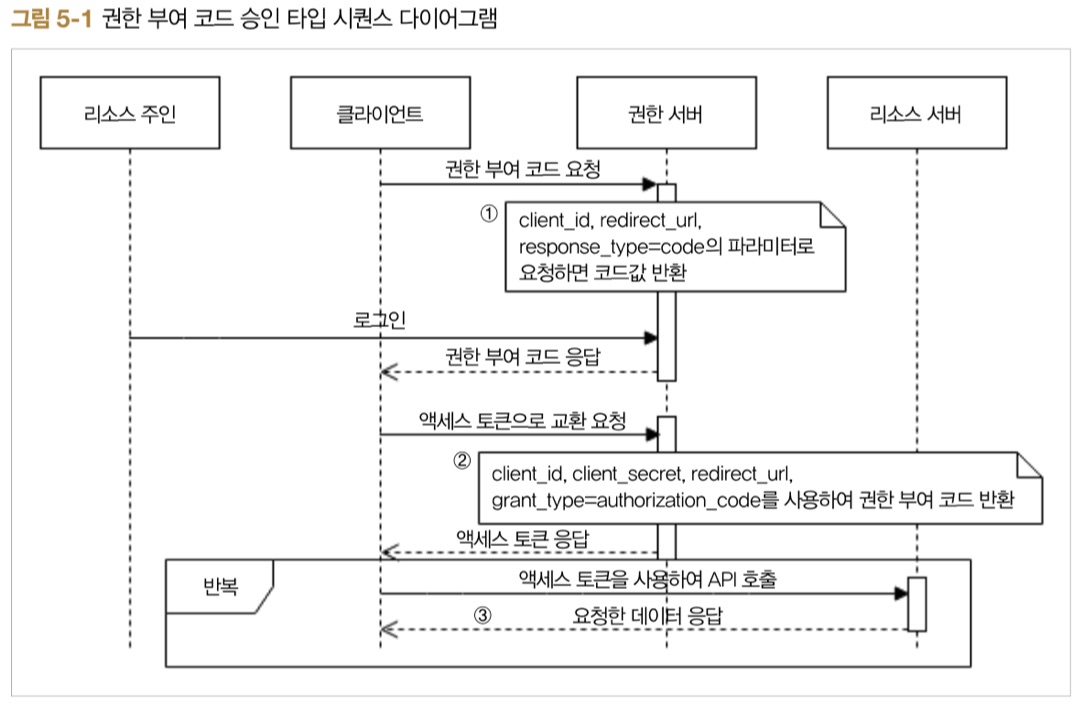 그림 5-1 권한 부여 코드 승인 타입 시퀀스 다이어그램
리소스 주인
클라이언트
권한 서버
리소스 서버
권한 부여 코드 요청
①
client_id, redirect_url,
response_type=code의 파라미터로
요청하면 코드값 반환
로그인
권한 부여 코드 응답
액세스 토큰으로 교환 요청
②
client_id, client_secret, redirect_url,
grant_type=authorization_code를 사용하여 권한 부여 코드 반환
액세스 토큰 응답
반복
액세스 토큰을 사용하여 API 호출
③ 요청한 데이터 응답